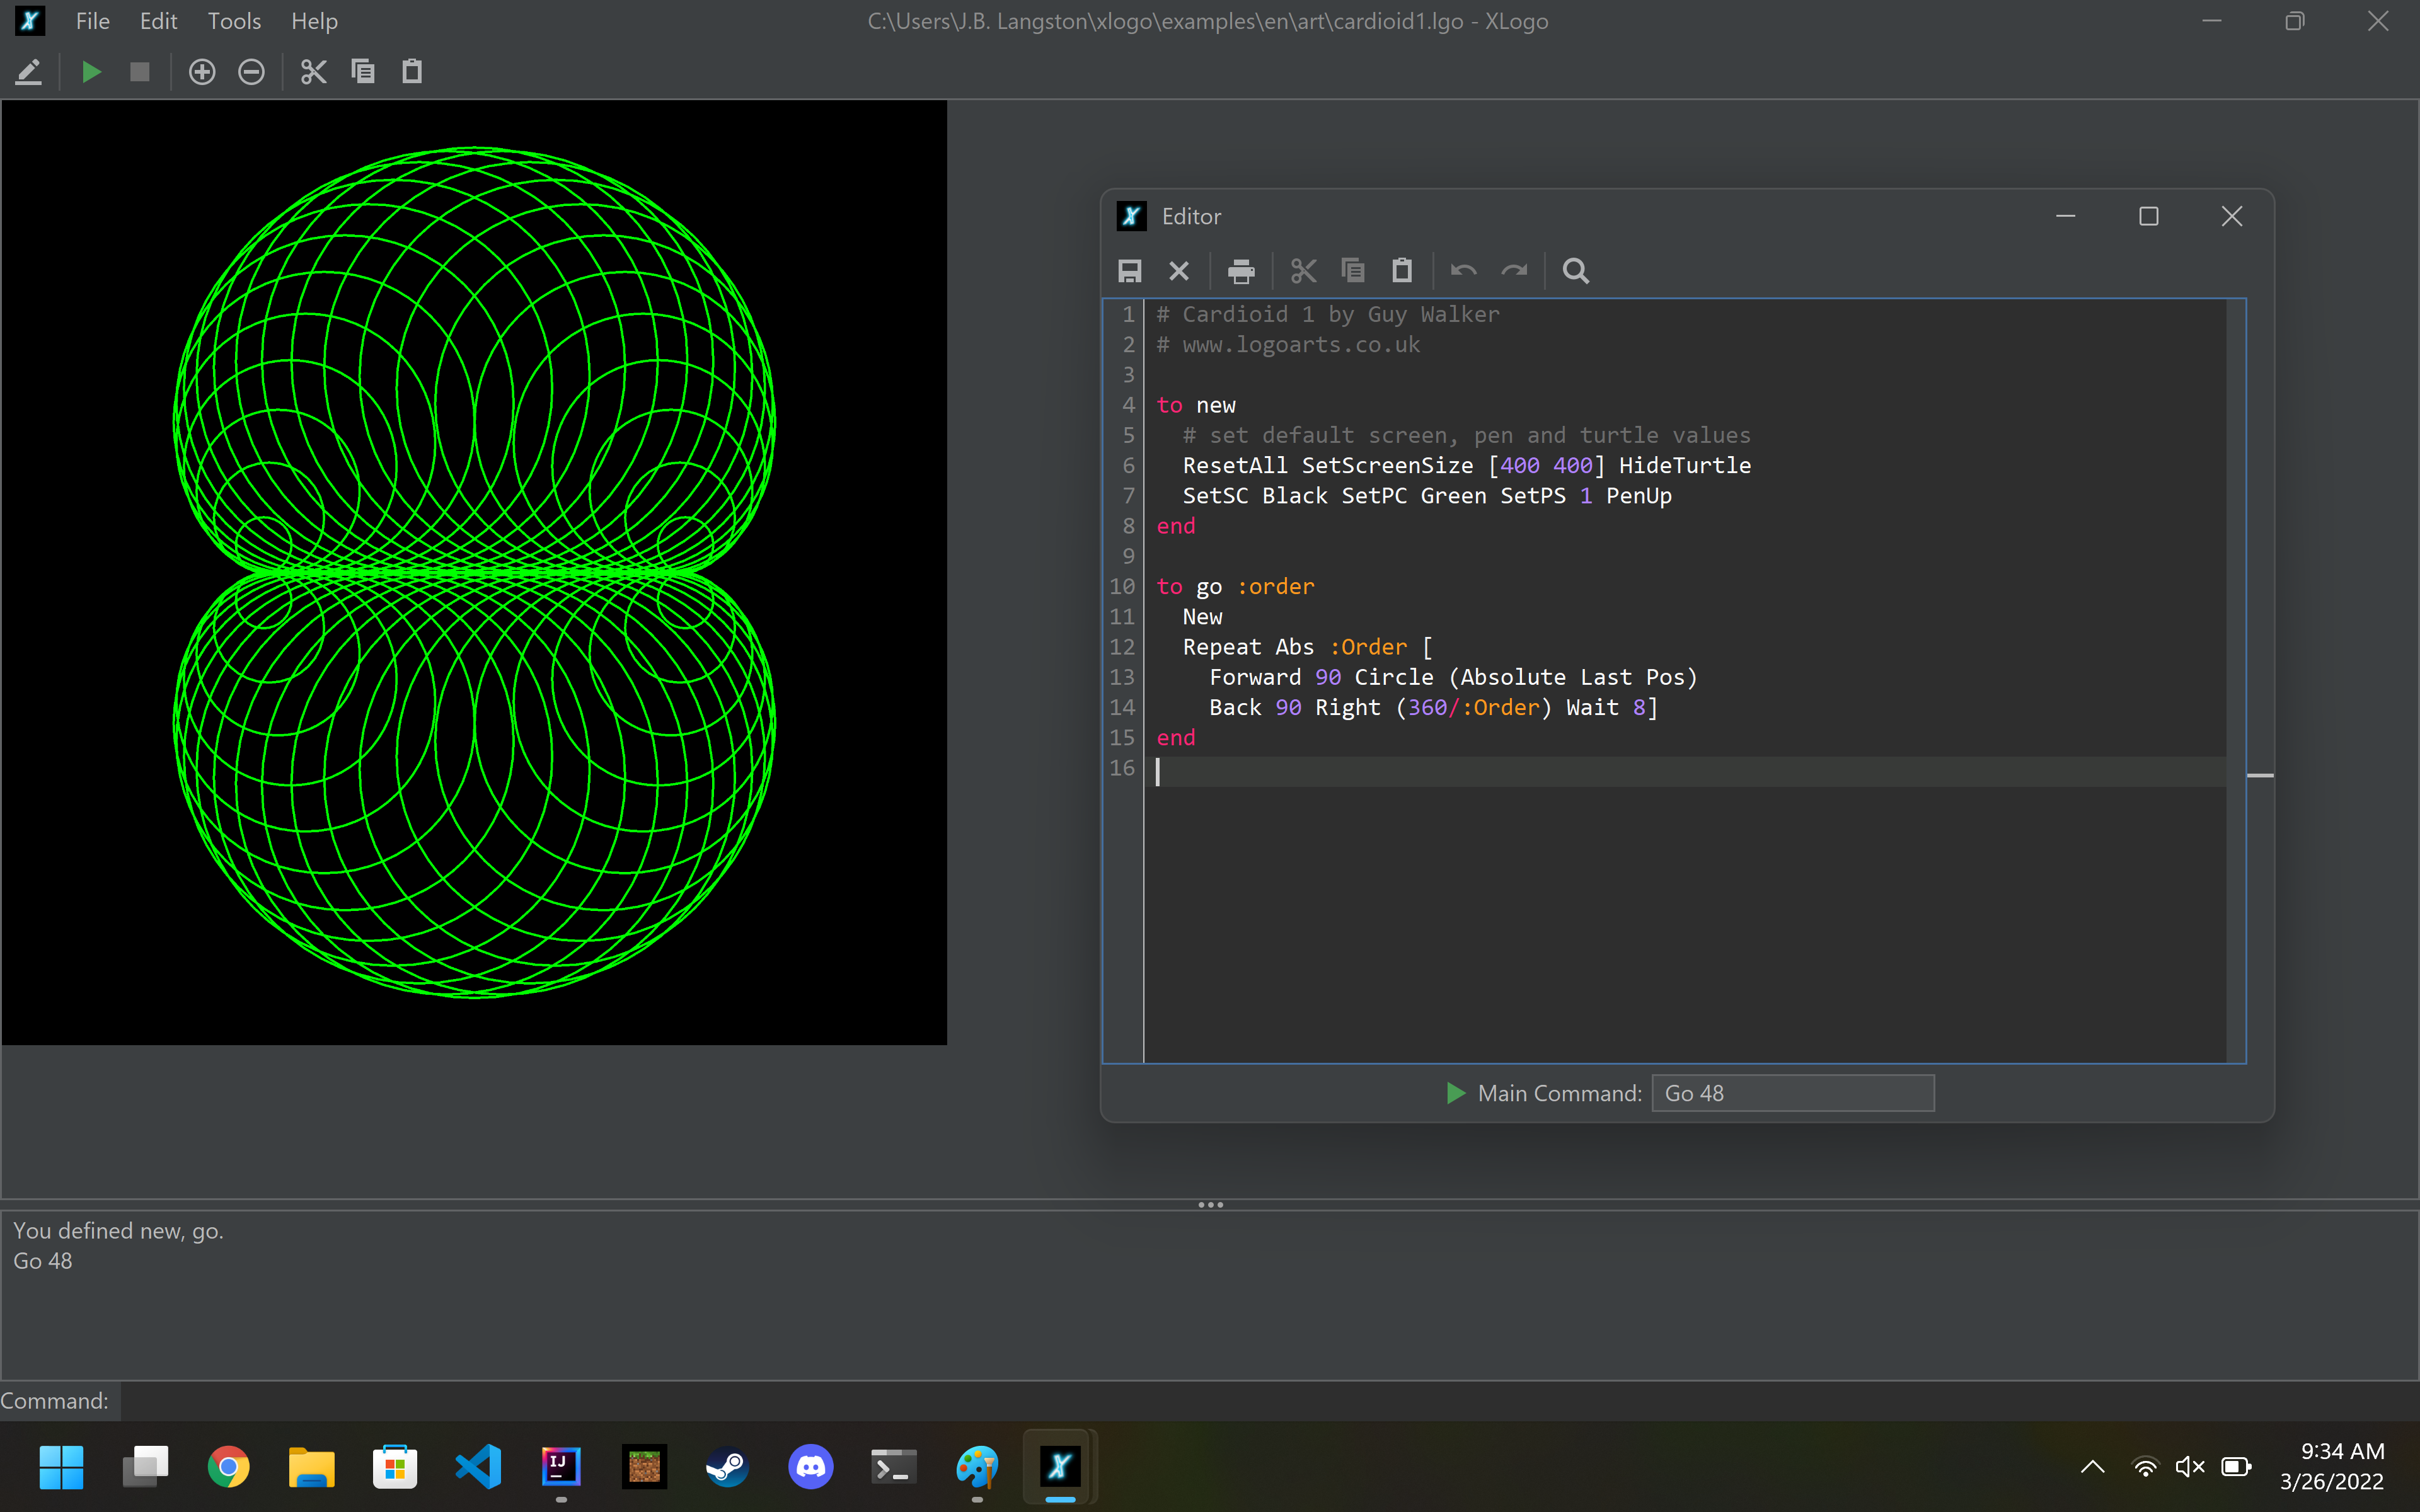 File Edit Tools Help
C:\Users\J.B. Langston\xlogo\examples\en\art\cardioid1.lgo - XLogo
Editor
1 # Cardioid 1 by Guy Walker
2 # www.logoarts.co.uk
3
4 to new
5 # set default screen, pen and turtle values
6 ResetAll SetScreenSize [400 400] HideTurtle
7 SetSC Black SetPC Green SetPS 1 PenUp
8 end
9
10 to go :order
11 New
12 Repeat Abs :Order [
13 Forward 90 Circle (Absolute Last Pos)
14 Back 90 Right (360/:Order) Wait 8]
15 end
16
Main Command: Go 48
You defined new, go.
Go 48
Command:
IJ
9:34 AM
3/26/2022